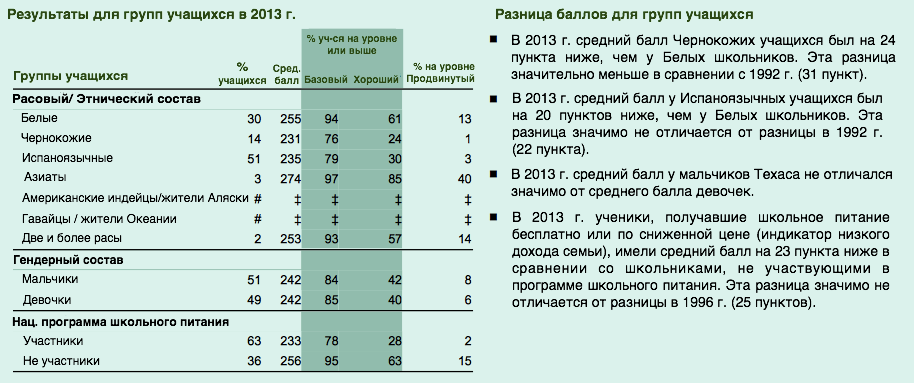 Результаты для групп учащихся в 2013 г.
% уч-ся на уровне
или выше
Группы учащихся % учащихся Сред. балл Базовый Хороший % на уровне Продвинутый
Расовый/ Этнический состав
Белые 30 255 94 61 13
Чернокожие 14 231 76 24 1
Испаноязычные 51 235 79 30 3
Азиаты 3 274 97 85 40
Американские индейцы/жители Аляски # ‡ ‡ ‡ ‡
Гавайцы / жители Океании # ‡ ‡ ‡ ‡
Две и более расы 2 253 93 57 14
Гендерный состав
Мальчики 51 242 84 42 8
Девочки 49 242 85 40 6
Нац. программа школьного питания
Участники 63 233 78 28 2
Не участники 36 256 95 63 15
Разница баллов для групп учащихся
■ В 2013 г. средний балл Чернокожих учащихся был на 24
пункта ниже, чем у Белых школьников. Эта разница
значительно меньше в сравнении с 1992 г. (31 пункт).
■ В 2013 г. средний балл у Испаноязычных учащихся был
на 20 пунктов ниже, чем у Белых школьников. Эта
разница значимо не отличается от разницы в 1992 г.
(22 пункта).
■ В 2013 г. средний балл у мальчиков Техаса не отличался
значимо от среднего балла девочек.
■ В 2013 г. ученики, получавшие школьное питание
бесплатно или по сниженной цене (индикатор низкого
дохода семьи), имели средний балл на 23 пункта ниже в
сравнении со школьниками, не участвующими в
программе школьного питания. Эта разница значимо не
отличается от разницы в 1996 г. (25 пунктов).